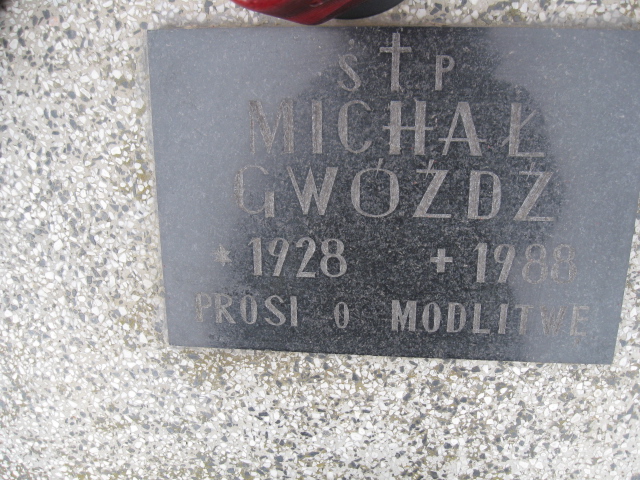 S P
MICHAŁ
GWÓŹDŹ
* 1928 + 1988
PROSI O MODLITWĘ